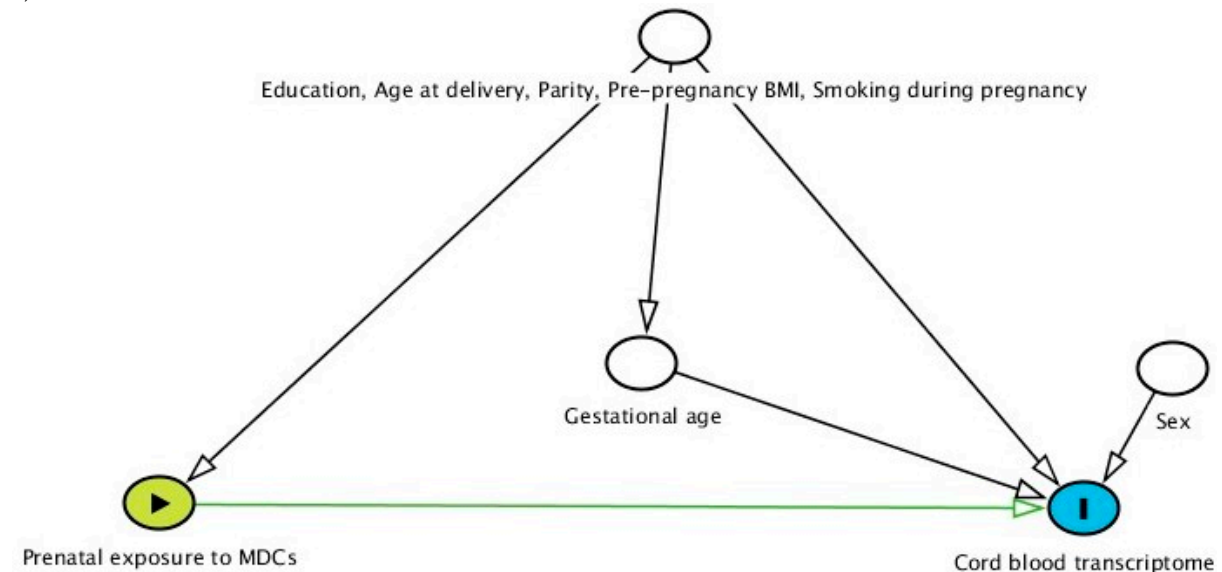 Education, Age at delivery, Parity, Pre-pregnancy BMI, Smoking during pregnancy
Gestational age
Sex
Prenatal exposure to MDCs
Cord blood transcriptome